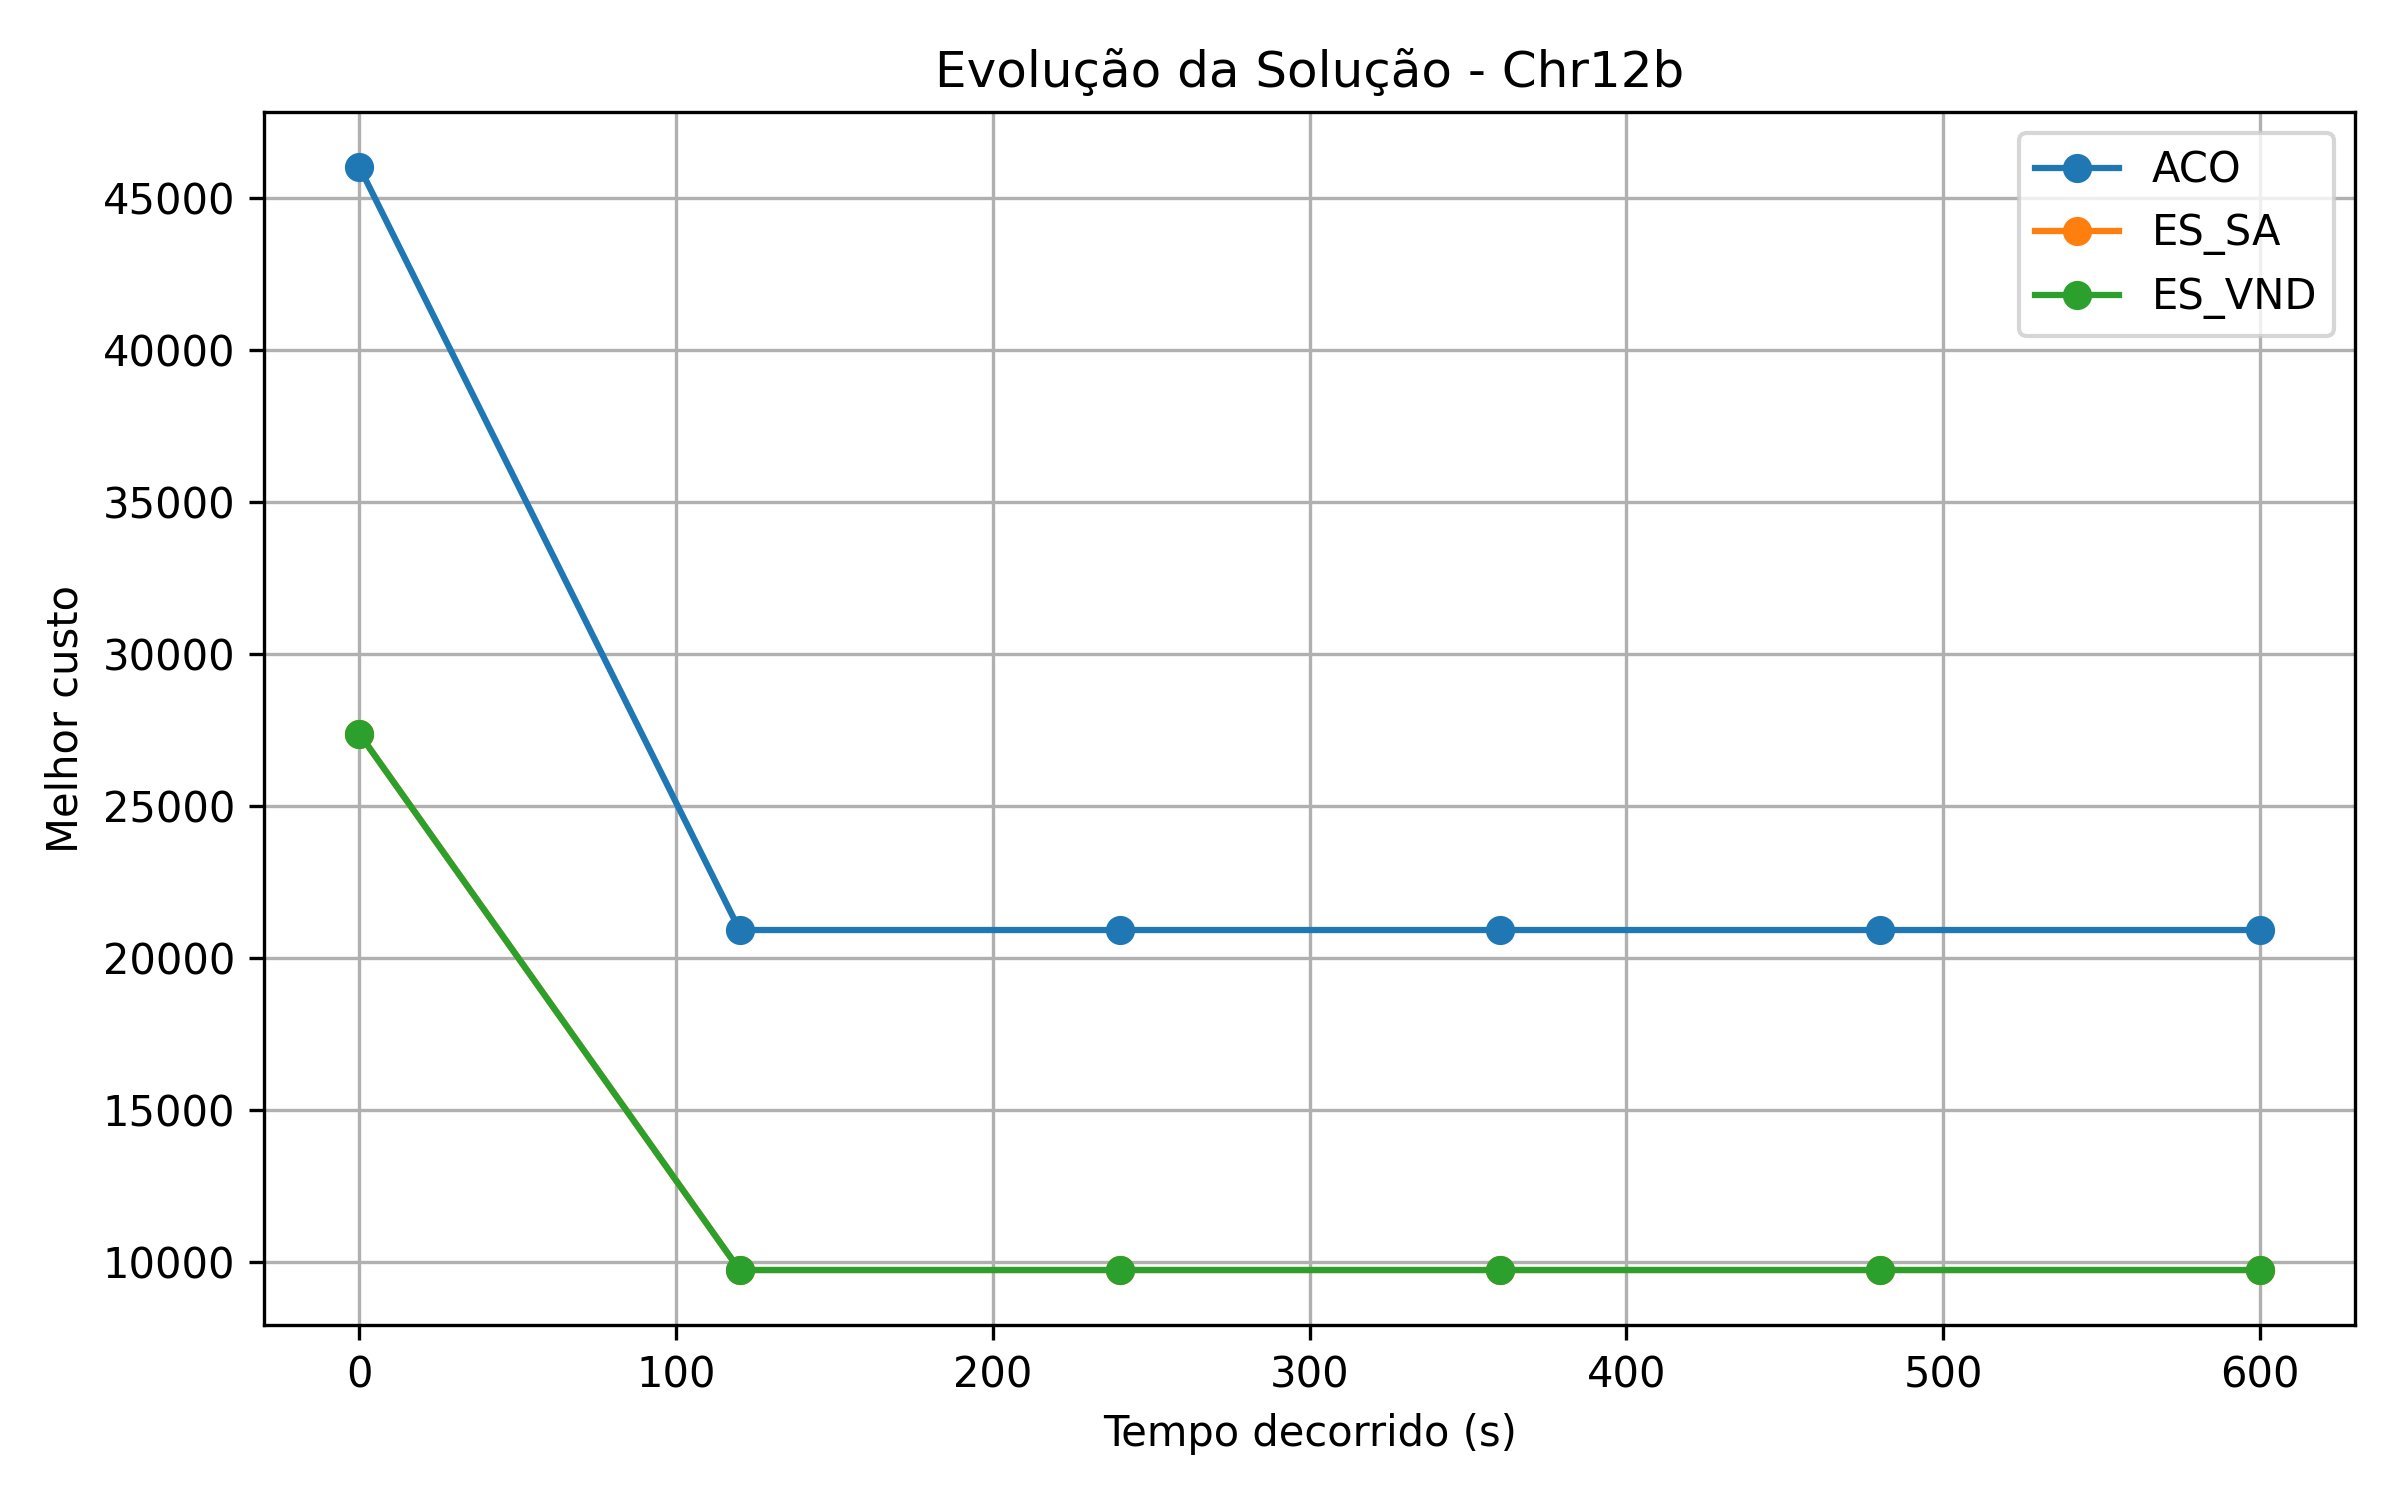 Evolução da Solução - Chr12b
ACO
ES_SA
ES_VND
45000
40000
35000
30000
25000
20000
15000
10000
Melhor custo
0 100 200 300 400 500 600
Tempo decorrido (s)